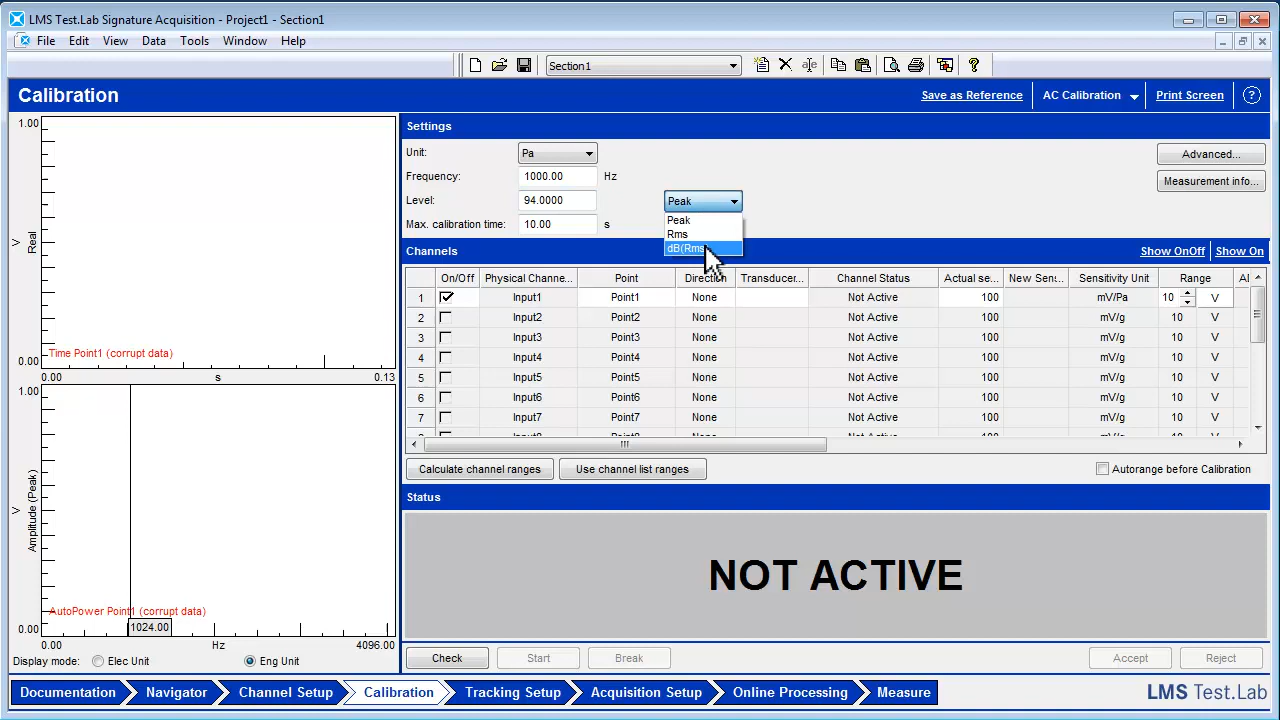 LMS Test.Lab Signature Acquisition - Project1 - Section1
File Edit View Data Tools Window Help
Section1
Calibration
Save as Reference
AC Calibration
Print Screen
1.00
V
Real
0.00
Time Point1 (corrupt data)
0.00 s 0.13
1.00
V
Amplitude (Peak)
0.00
AutoPower Point1 (corrupt data)
1024.00
0.00 Hz 4096.00
Display mode: Elec Unit Eng Unit
Settings
Unit: Pa
Advanced...
Frequency: 1000.00 Hz
Measurement info...
Level: 94.0000 Peak
Max. calibration time: 10.00 s
Peak
Rms
dB(Rms
Channels
Show OnOff Show On
On/Off Physical Channe... Point Direction Transducer... Channel Status Actual se... New Sens... Sensitivity Unit Range
1 Input1 Point1 None Not Active 100 mV/Pa 10 V
2 Input2 Point2 None Not Active 100 mV/g 10 V
3 Input3 Point3 None Not Active 100 mV/g 10 V
4 Input4 Point4 None Not Active 100 mV/g 10 V
5 Input5 Point5 None Not Active 100 mV/g 10 V
6 Input6 Point6 None Not Active 100 mV/g 10 V
7 Input7 Point7 None Not Active 100 mV/g 10 V
Calculate channel ranges Use channel list ranges Autorange before Calibration
Status
NOT ACTIVE
Check Start Break Accept Reject
Documentation Navigator Channel Setup Calibration Tracking Setup Acquisition Setup Online Processing Measure
LMS Test.Lab